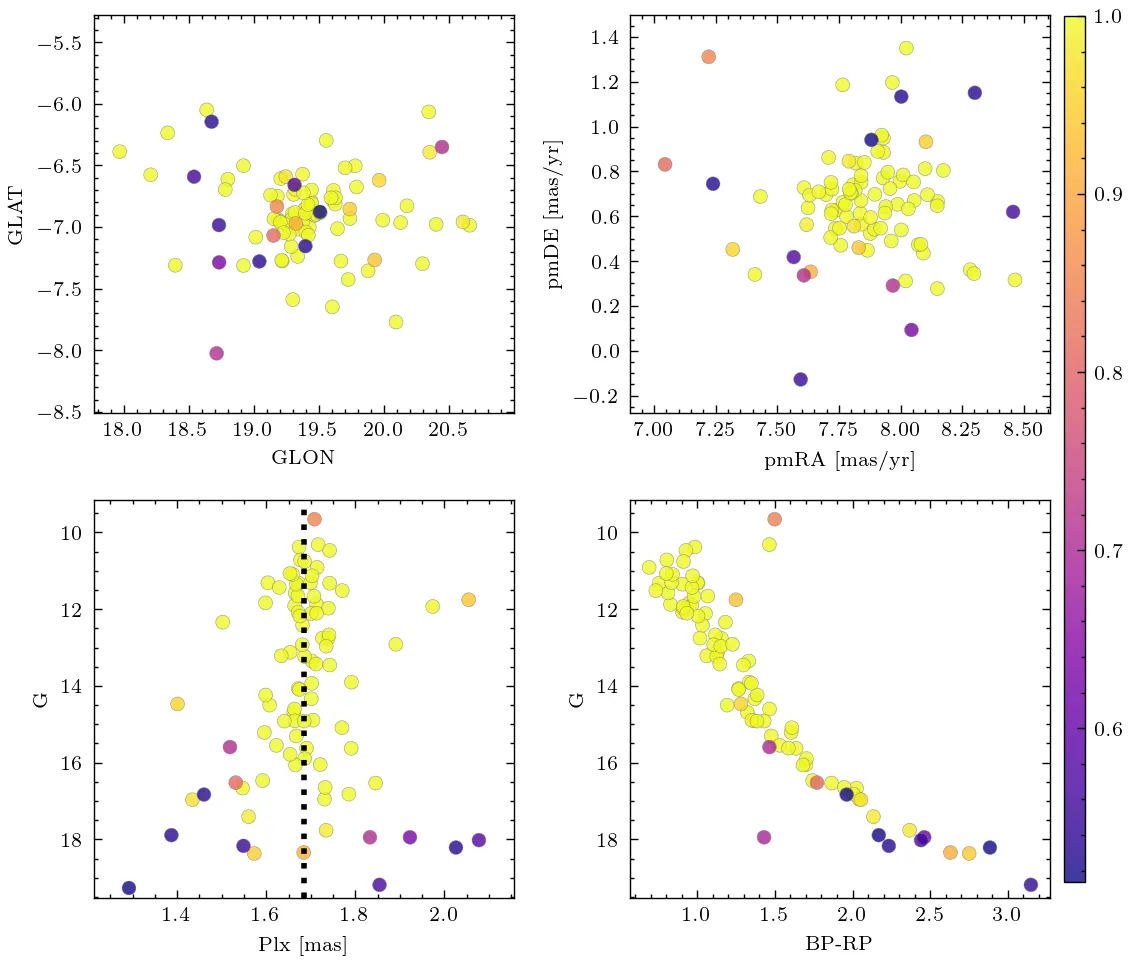 −5.5
−6.0
−6.5
−7.0
−7.5
−8.0
−8.5
GLAT
18.0 18.5 19.0 19.5 20.0 20.5
GLON
1.4
1.2
1.0
0.8
0.6
0.4
0.2
0.0
−0.2
pmDE [mas/yr]
7.00 7.25 7.50 7.75 8.00 8.25 8.50
pmRA [mas/yr]
10
12
14
16
18
G
1.4 1.6 1.8 2.0
Plx [mas]
10
12
14
16
18
G
1.0 1.5 2.0 2.5 3.0
BP-RP
1.0
0.9
0.8
0.7
0.6